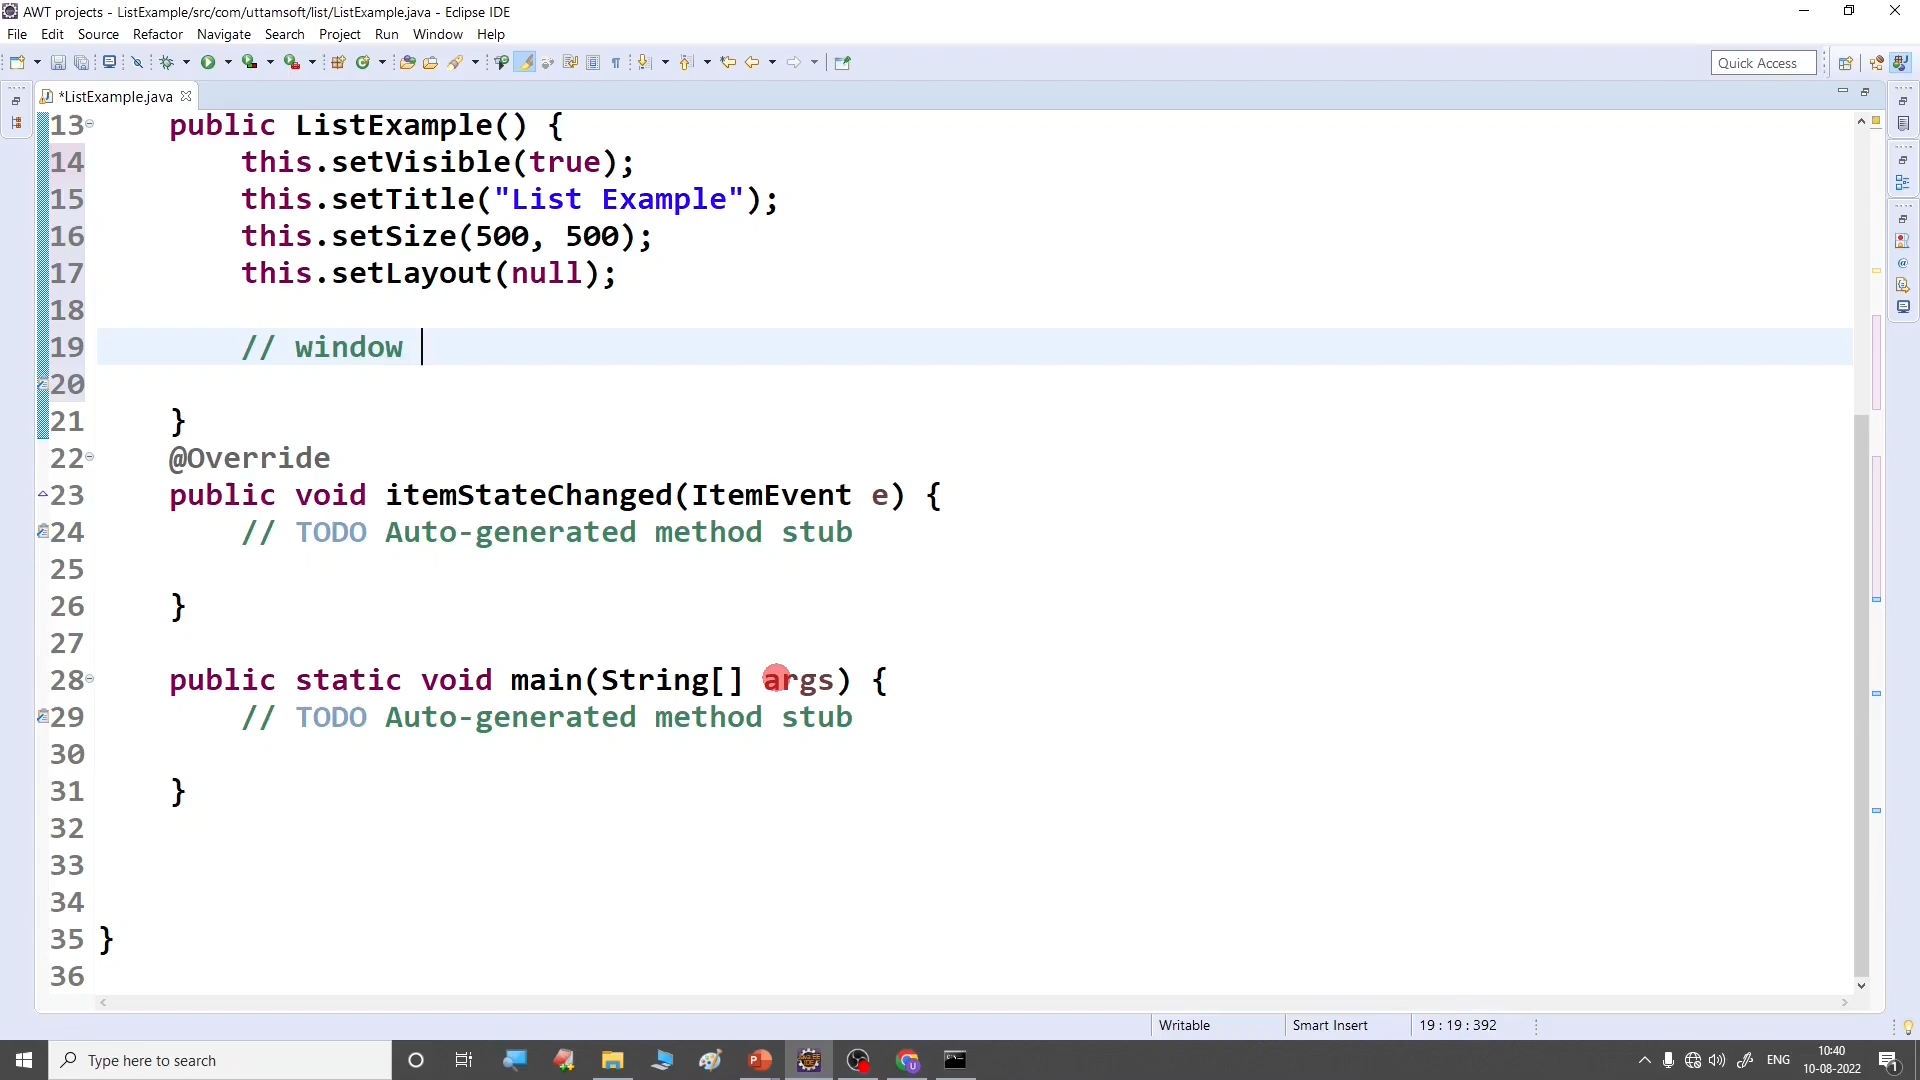 AWT projects - ListExample/src/com/uttamsoft/list/ListExample.java - Eclipse IDE
File Edit Source Refactor Navigate Search Project Run Window Help
Quick Access
*ListExample.java
13 public ListExample() {
14 this.setVisible(true);
15 this.setTitle("List Example");
16 this.setSize(500, 500);
17 this.setLayout(null);
18
19 // window
20
21 }
22 @Override
23 public void itemStateChanged(ItemEvent e) {
24 // TODO Auto-generated method stub
25
26 }
27
28 public static void main(String[] args) {
29 // TODO Auto-generated method stub
30
31 }
32
33
34
35 }
36
Writable Smart Insert 19 : 19 : 392
Type here to search
ENG
10:40
10-08-2022